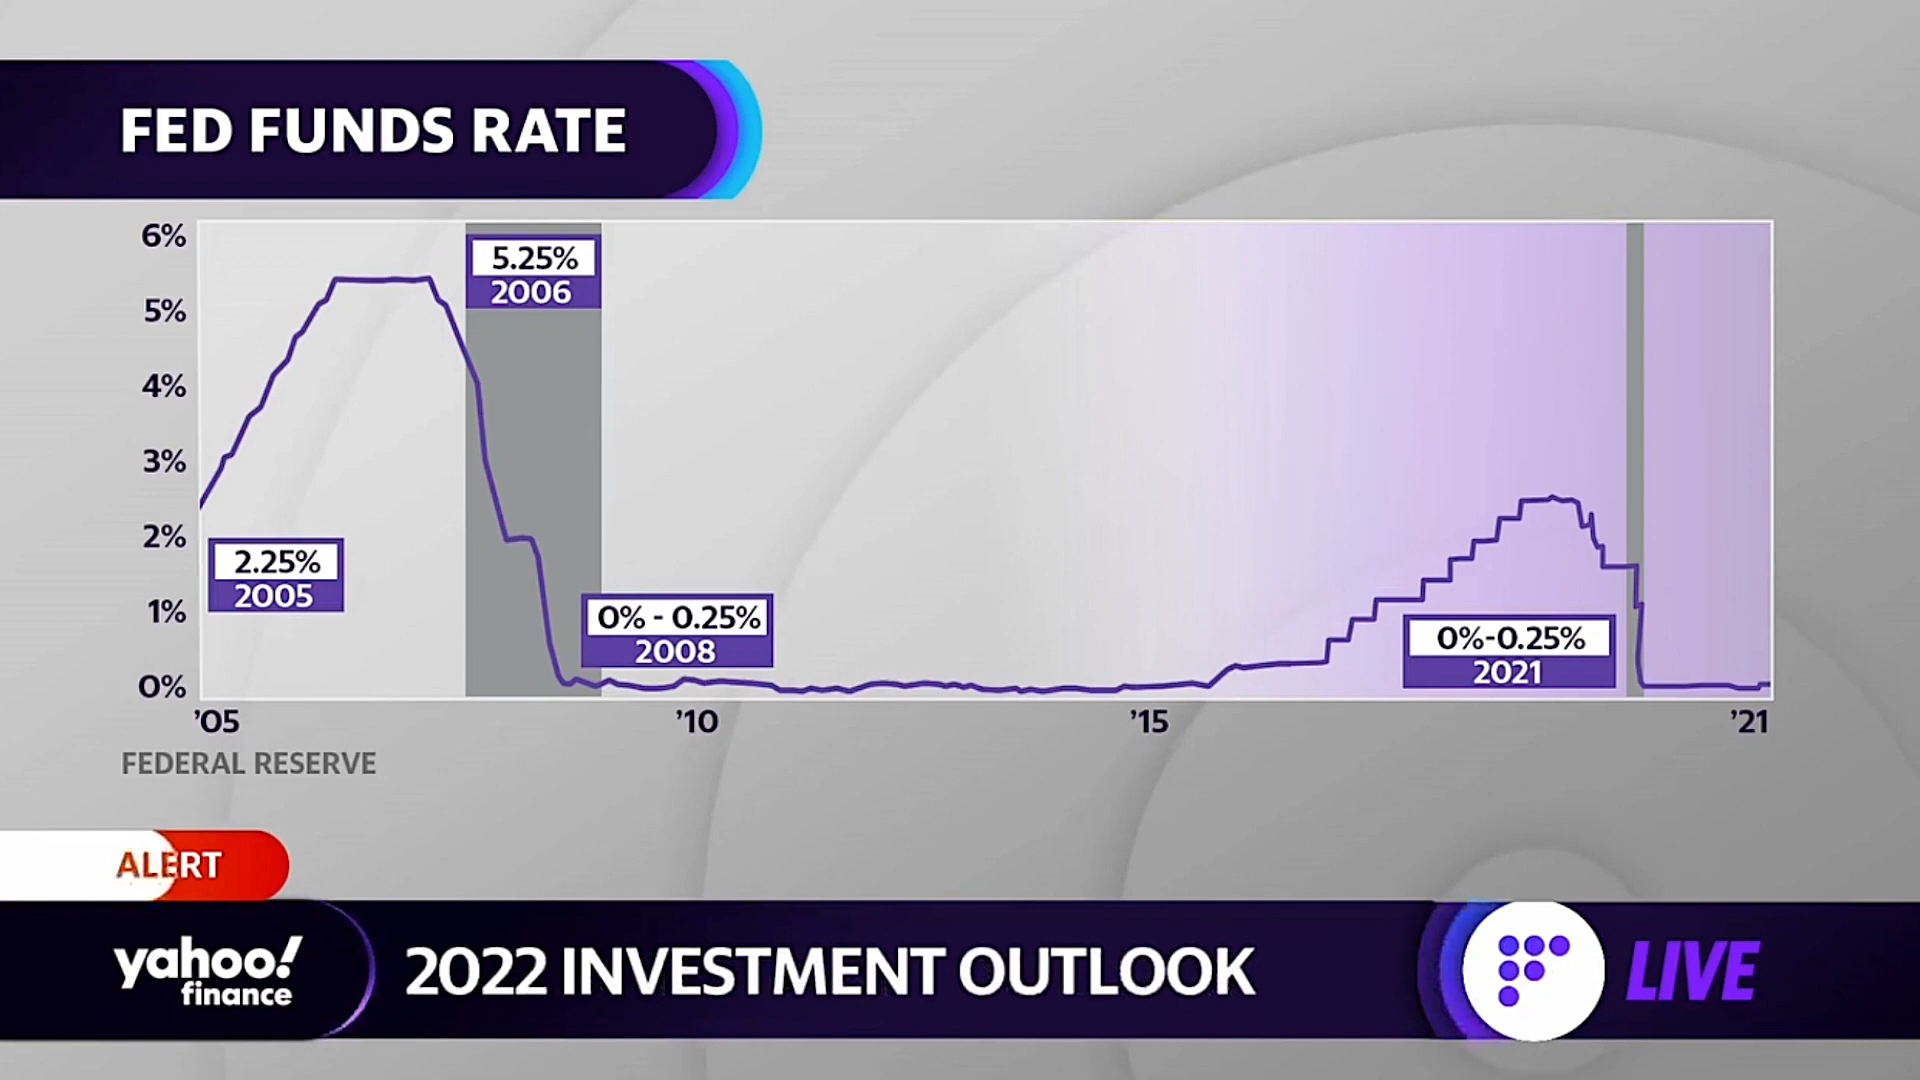 FED FUNDS RATE
6%
5%
4%
3%
2%
1%
0%
5.25%
2006
2.25%
2005
0% - 0.25%
2008
0%-0.25%
2021
’05
’10
’15
’21
FEDERAL RESERVE
ALERT
yahoo!
finance
2022 INVESTMENT OUTLOOK
LIVE